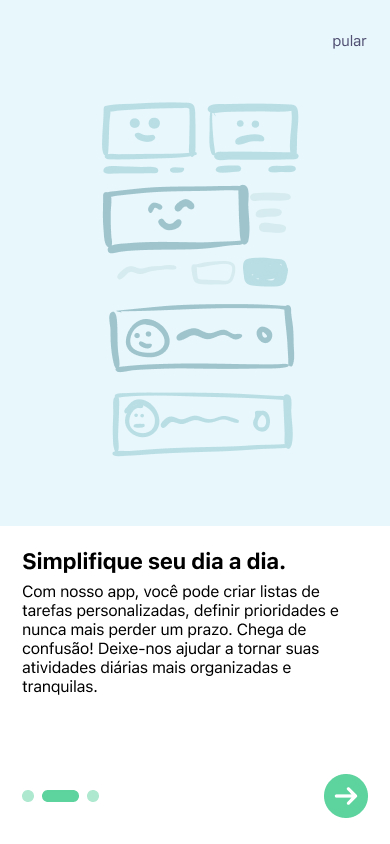 pular
Simplifique seu dia a dia.
Com nosso app, você pode criar listas de
tarefas personalizadas, definir prioridades e
nunca mais perder um prazo. Chega de
confusão! Deixe-nos ajudar a tornar suas
atividades diárias mais organizadas e
tranquilas.